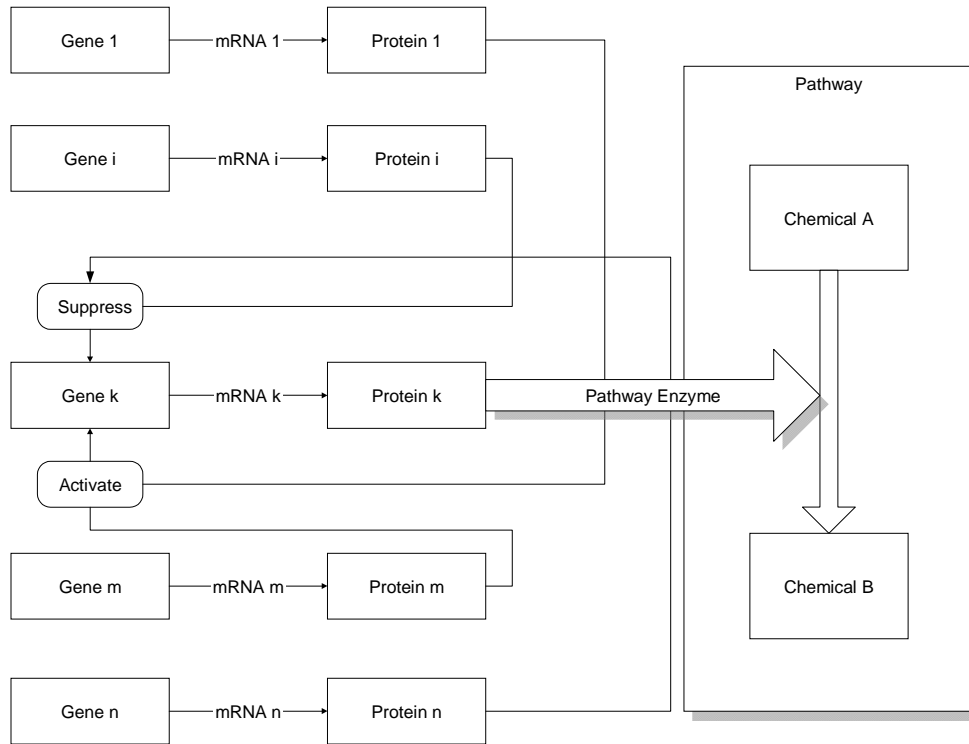 Gene 1
mRNA 1
Protein 1
Pathway
Gene i
mRNA i
Protein i
Chemical A
Suppress
Gene k
mRNA k
Protein k
Pathway Enzyme
Activate
Gene m
mRNA m
Protein m
Chemical B
Gene n
mRNA n
Protein n